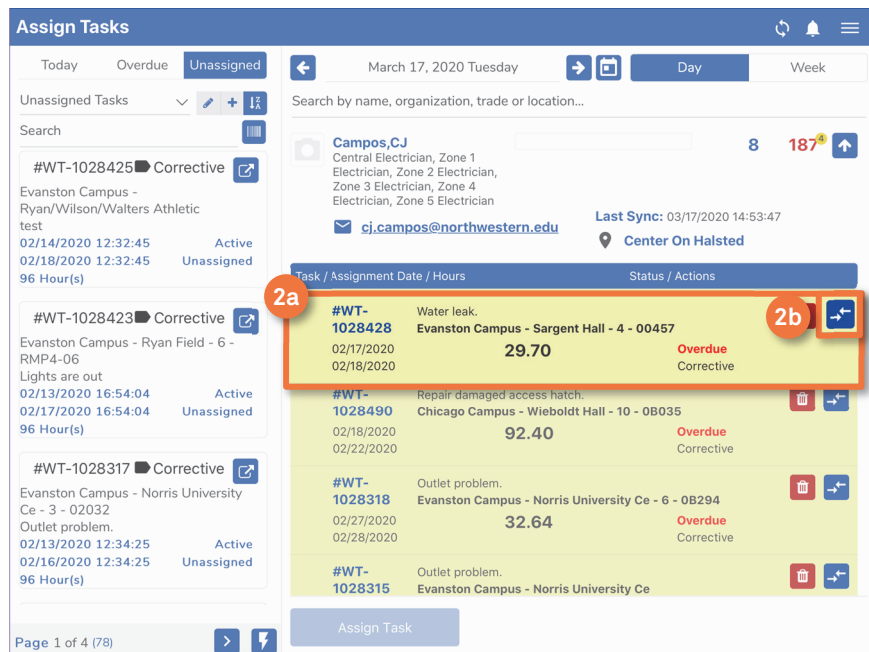 Assign Tasks
Today Overdue Unassigned
Unassigned Tasks
Search
#WT-1028425 Corrective
Evanston Campus -
Ryan/Wilson/Walters Athletic
test
02/14/2020 12:32:45 Active
02/18/2020 12:32:45 Unassigned
96 Hour(s)
#WT-1028423 Corrective
Evanston Campus - Ryan Field - 6 -
RMP4-06
Lights are out
02/13/2020 16:54:04 Active
02/17/2020 16:54:04 Unassigned
96 Hour(s)
#WT-1028317 Corrective
Evanston Campus - Norris University
Ce - 3 - 02032
Outlet problem.
02/13/2020 12:34:25 Active
02/16/2020 12:34:25 Unassigned
96 Hour(s)
Page 1 of 4 (78)
March 17, 2020 Tuesday Day Week
Search by name, organization, trade or location...
Campos,CJ 8 187 4
Central Electrician, Zone 1
Electrician, Zone 2 Electrician,
Zone 3 Electrician, Zone 4
Electrician, Zone 5 Electrician
Last Sync: 03/17/2020 14:53:47
cj.campos@northwestern.edu
Center On Halsted
Task / Assignment Date / Hours Status / Actions
2a
2b
#WT- Water leak.
1028428 Evanston Campus - Sargent Hall - 4 - 00457
02/17/2020 29.70 Overdue
02/18/2020 Corrective
#WT- Repair damaged access hatch.
1028490 Chicago Campus - Wieboldt Hall - 10 - 0B035
02/18/2020 92.40 Overdue
02/22/2020 Corrective
#WT- Outlet problem.
1028318 Evanston Campus - Norris University Ce - 6 - 0B294
02/27/2020 32.64 Overdue
02/28/2020 Corrective
#WT- Outlet problem.
1028315 Evanston Campus - Norris University Ce
Assign Task